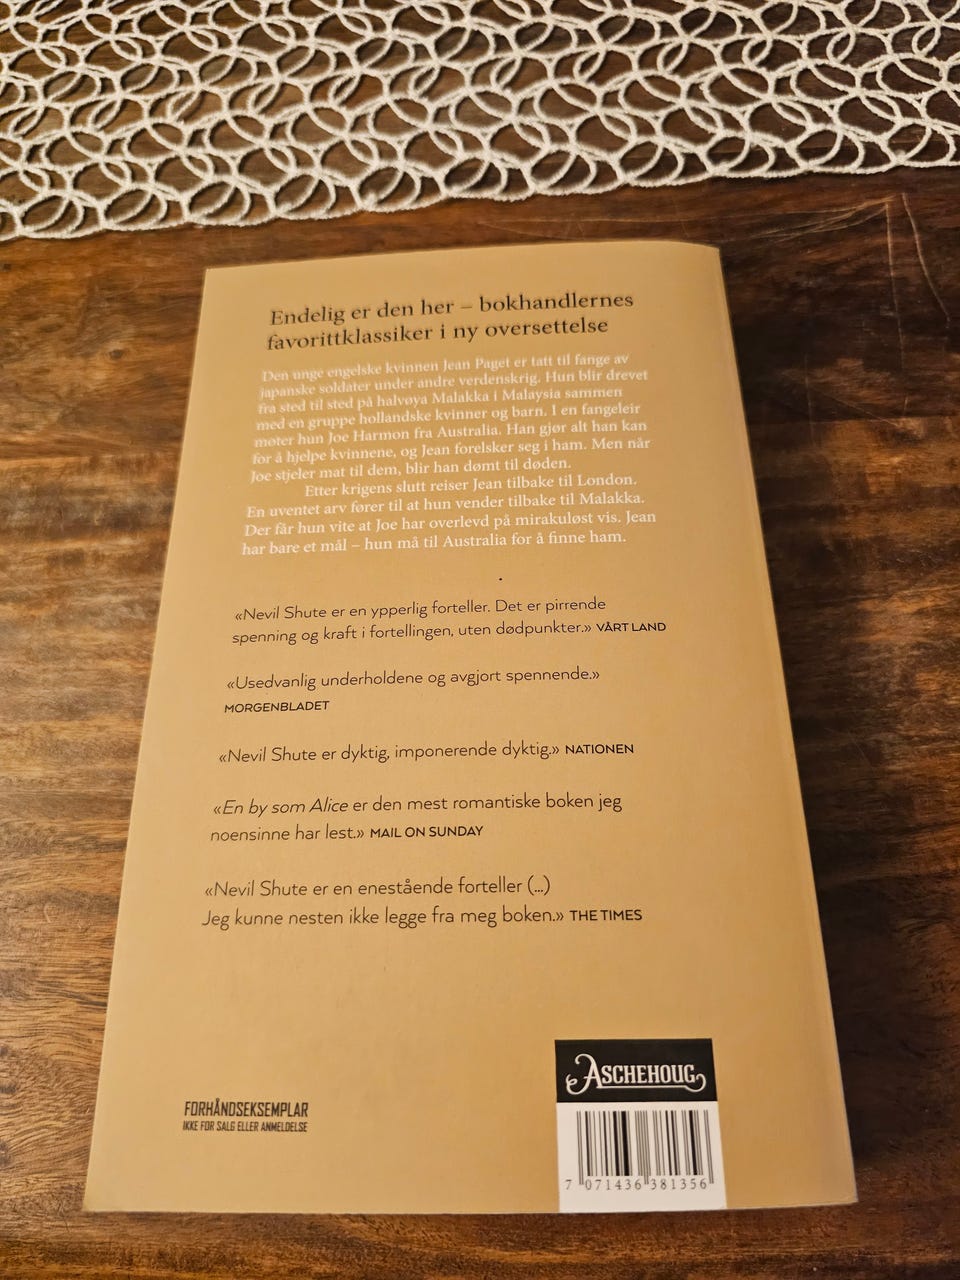 Endelig er den her – bokhandlernes
favorittklassiker i ny oversettelse
Den unge engelske kvinnen Jean Paget er tatt til fange av
japanske soldater under andre verdenskrig. Hun blir drevet
fra sted til sted på halvøya Malakka i Malaysia sammen
med en gruppe hollandske kvinner og barn. I en fangeleir
møter hun Joe Harmon fra Australia. Han gjør alt han kan
for å hjelpe kvinnene, og Jean forelsker seg i ham. Men når
Joe stjeler mat til dem, blir han dømt til døden.
Etter krigens slutt reiser Jean tilbake til London.
En uventet arv fører til at hun vender tilbake til Malakka.
Der får hun vite at Joe har overlevd på mirakuløst vis. Jean
har bare et mål – hun må til Australia for å finne ham.
«Nevil Shute er en ypperlig forteller. Det er pirrende
spenning og kraft i fortellingen, uten dødpunkter.» VÅRT LAND
«Usedvanlig underholdene og avgjort spennende.»
MORGENBLADET
«Nevil Shute er dyktig, imponerende dyktig.» NATIONEN
«En by som Alice er den mest romantiske boken jeg
noensinne har lest.» MAIL ON SUNDAY
«Nevil Shute er en enestående forteller (...)
Jeg kunne nesten ikke legge fra meg boken.» THE TIMES
FORHÅNDSEKSEMPLAR
IKKE FOR SALG ELLER ANMELDELSE
ASCHEHOUG
7 071436 381356